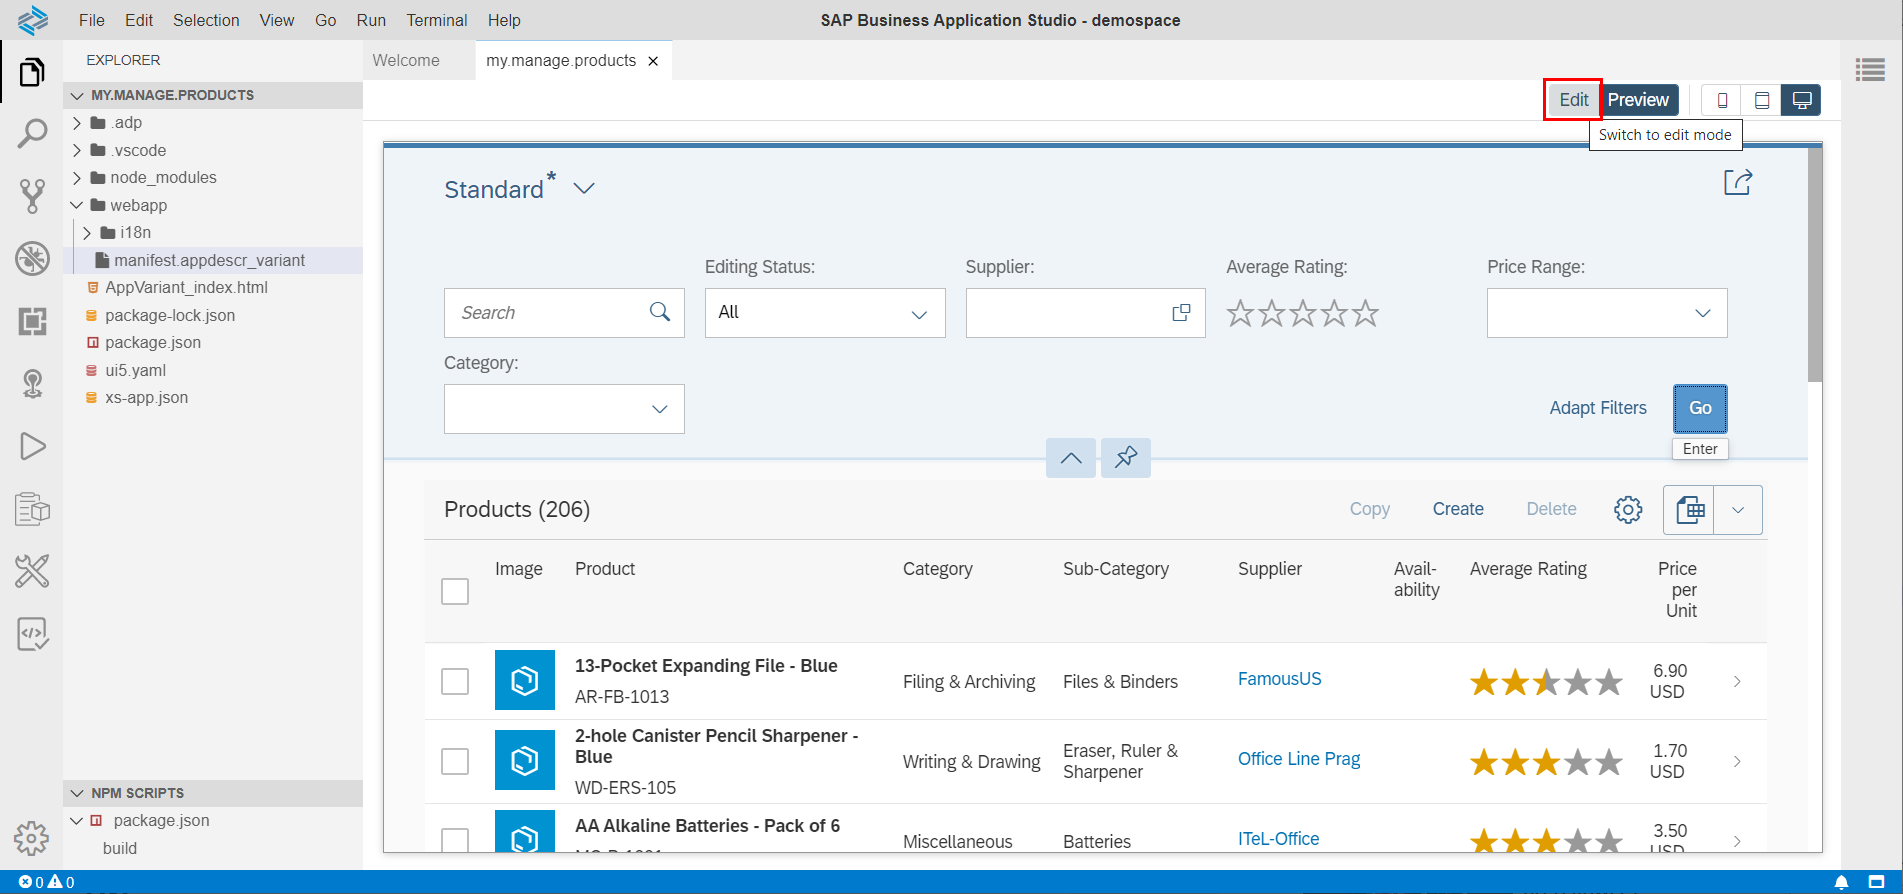 File Edit Selection View Go Run Terminal Help
SAP Business Application Studio - demospace
EXPLORER
MY.MANAGE.PRODUCTS
.adp
.vscode
node_modules
webapp
i18n
manifest.appdescr_variant
AppVariant_index.html
package-lock.json
package.json
ui5.yaml
xs-app.json
NPM SCRIPTS
package.json
build
Welcome
my.manage.products
Edit
Preview
Switch to edit mode
Standard*
Editing Status:
Supplier:
Average Rating:
Price Range:
Search
All
Category:
Adapt Filters
Go
Enter
Products (206)
Copy
Create
Delete
Image
Product
Category
Sub-Category
Supplier
Avail-
ability
Average Rating
Price
per
Unit
13-Pocket Expanding File - Blue
AR-FB-1013
Filing & Archiving
Files & Binders
FamousUS
6.90
USD
2-hole Canister Pencil Sharpener -
Blue
WD-ERS-105
Writing & Drawing
Eraser, Ruler &
Sharpener
Office Line Prag
1.70
USD
AA Alkaline Batteries - Pack of 6
Miscellaneous
Batteries
ITeL-Office
3.50
USD
0 0